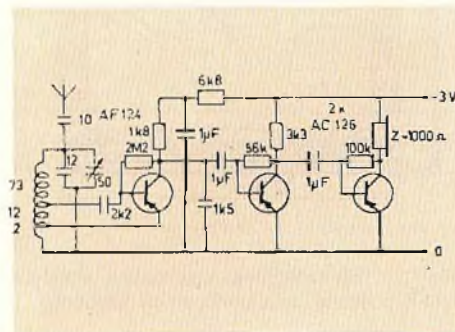 6k8
-3V
10
AF124
1k8
2M2
1µF
2x
AC 126
3k3
Z~1000Ω
12
50
73
12
2
2k2
1µF
56k
1µF
100k
1k5
0